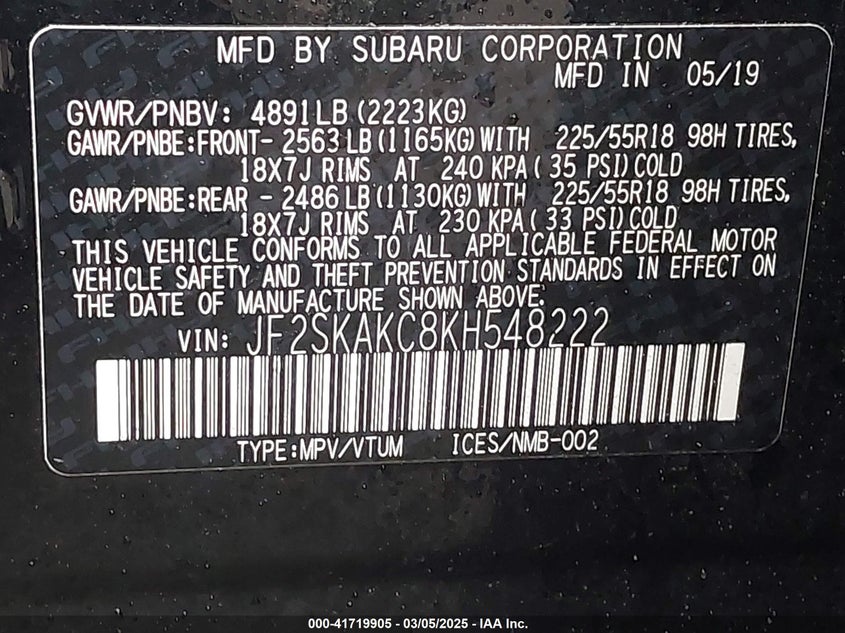 MFD BY SUBARU CORPORATION
MFD IN 05/19
GVWR/PNBV: 4891LB (2223KG)
GAWR/PNBE:FRONT- 2563 LB (1165KG) WITH 225/55R18 98H TIRES,
18X7J RIMS AT 240 KPA ( 35 PSI) COLD
GAWR/PNBE:REAR - 2486 LB (1130KG) WITH 225/55R18 98H TIRES,
18X7J RIMS AT 230 KPA ( 33 PSI) COLD
THIS VEHICLE CONFORMS TO ALL APPLICABLE FEDERAL MOTOR
VEHICLE SAFETY AND THEFT PREVENTION STANDARDS IN EFFECT ON
THE DATE OF MANUFACTURE SHOWN ABOVE.
VIN: JF2SKAKC8KH548222
TYPE:MPV/VTUM ICES/NMB-002
000-41719905 - 03/05/2025 - IAA Inc.